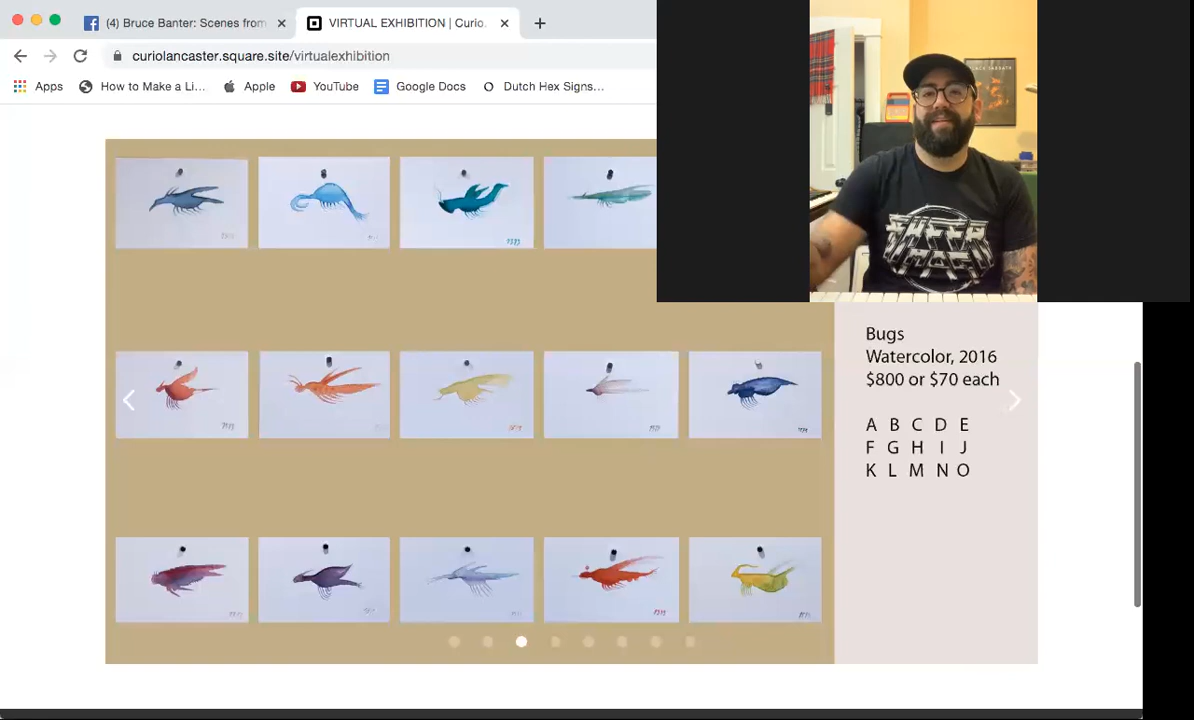 (4) Bruce Banter: Scenes from
VIRTUAL EXHIBITION | Curio.
curiolancaster.square.site/virtualexhibition
Apps
How to Make a Li...
Apple
YouTube
Google Docs
Dutch Hex Signs...
Bugs
Watercolor, 2016
$800 or $70 each
A B C D E
F G H I J
K L M N O